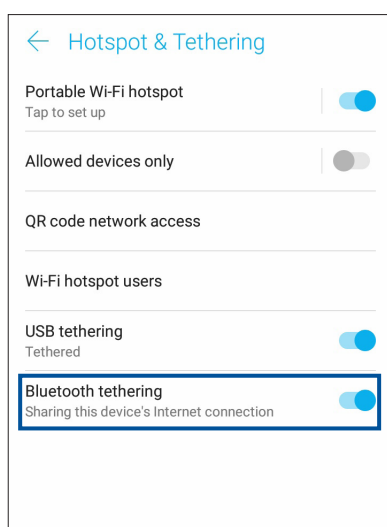 Hotspot & Tethering
Portable Wi-Fi hotspot
Tap to set up
Allowed devices only
QR code network access
Wi-Fi hotspot users
USB tethering
Tethered
Bluetooth tethering
Sharing this device's Internet connection